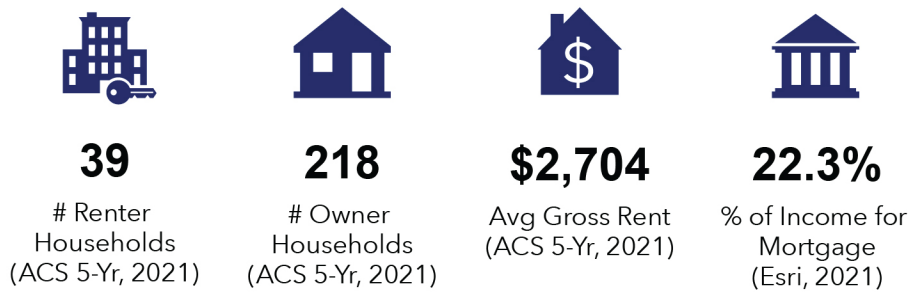 $
39
# Renter
Households
(ACS 5-Yr, 2021)
218
# Owner
Households
(ACS 5-Yr, 2021)
$2,704
Avg Gross Rent
(ACS 5-Yr, 2021)
22.3%
% of Income for
Mortgage
(Esri, 2021)